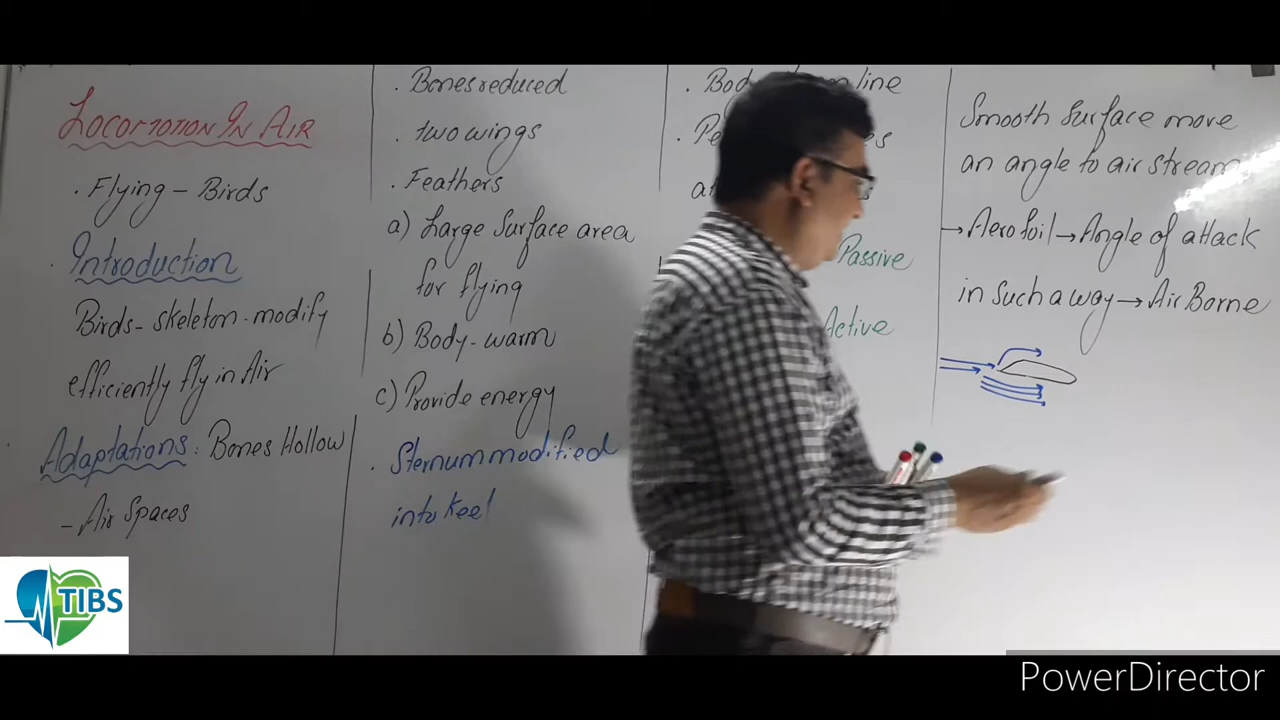 Locomotion In Air
. Flying - Birds
Introduction
Birds - skeleton - modify
efficiently fly in Air
Adaptations : Bones Hollow
- Air Spaces
. Bones reduced
. two wings
. Feathers
a) Large Surface area
for flying
b) Body - warm
c) Provide energy
. Sternum modified
into Keel
line
Passive
Active
Smooth Surface move
an angle to air stream
→ Aerofoil → Angle of attack
in Such a way → Air Borne
TIBS
PowerDirector